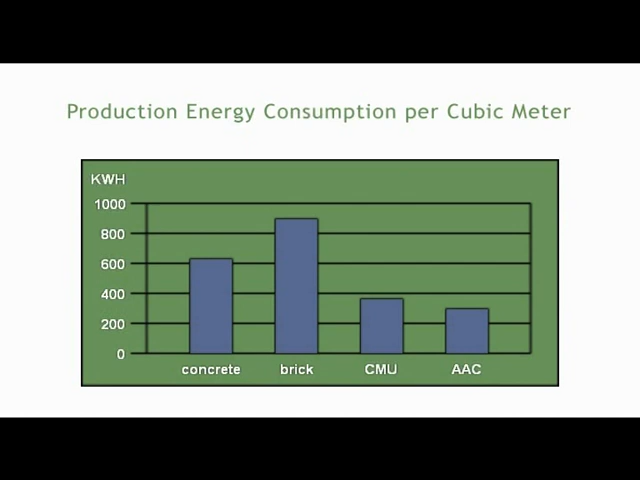 Production Energy Consumption per Cubic Meter
KWH
1000
800
600
400
200
0
concrete brick CMU AAC